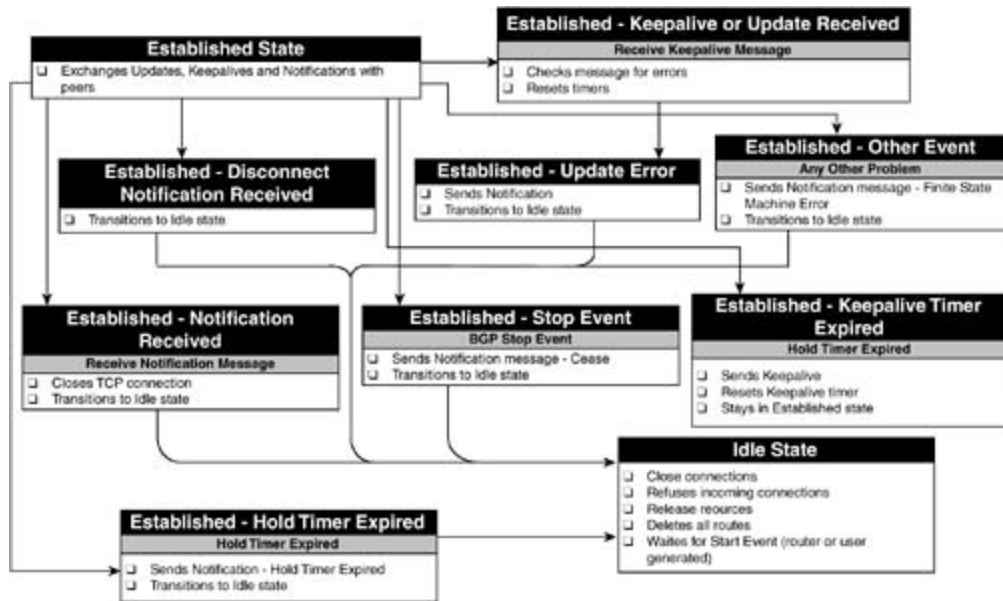 Established State
Exchanges Updates, Keepalives and Notifications with
peers
Established - Keepalive or Update Received
Receive Keepalive Message
Checks message for errors
Resets timers
Established - Disconnect
Notification Received
Transitions to Idle state
Established - Update Error
Sends Notification
Transitions to Idle state
Established - Other Event
Any Other Problem
Sends Notification message - Finite State
Machine Error
Transitions to Idle state
Established - Notification
Received
Receive Notification Message
Closes TCP connection
Transitions to Idle state
Established - Stop Event
BGP Stop Event
Sends Notification message - Cease
Transitions to Idle state
Established - Keepalive Timer
Expired
Hold Timer Expired
Sends Keepalive
Resets Keepalive timer
Stays in Established state
Idle State
Close connections
Refuses incoming connections
Release reources
Deletes all routes
Waites for Start Event (router or user
generated)
Established - Hold Timer Expired
Hold Timer Expired
Sends Notification - Hold Timer Expired
Transitions to Idle state